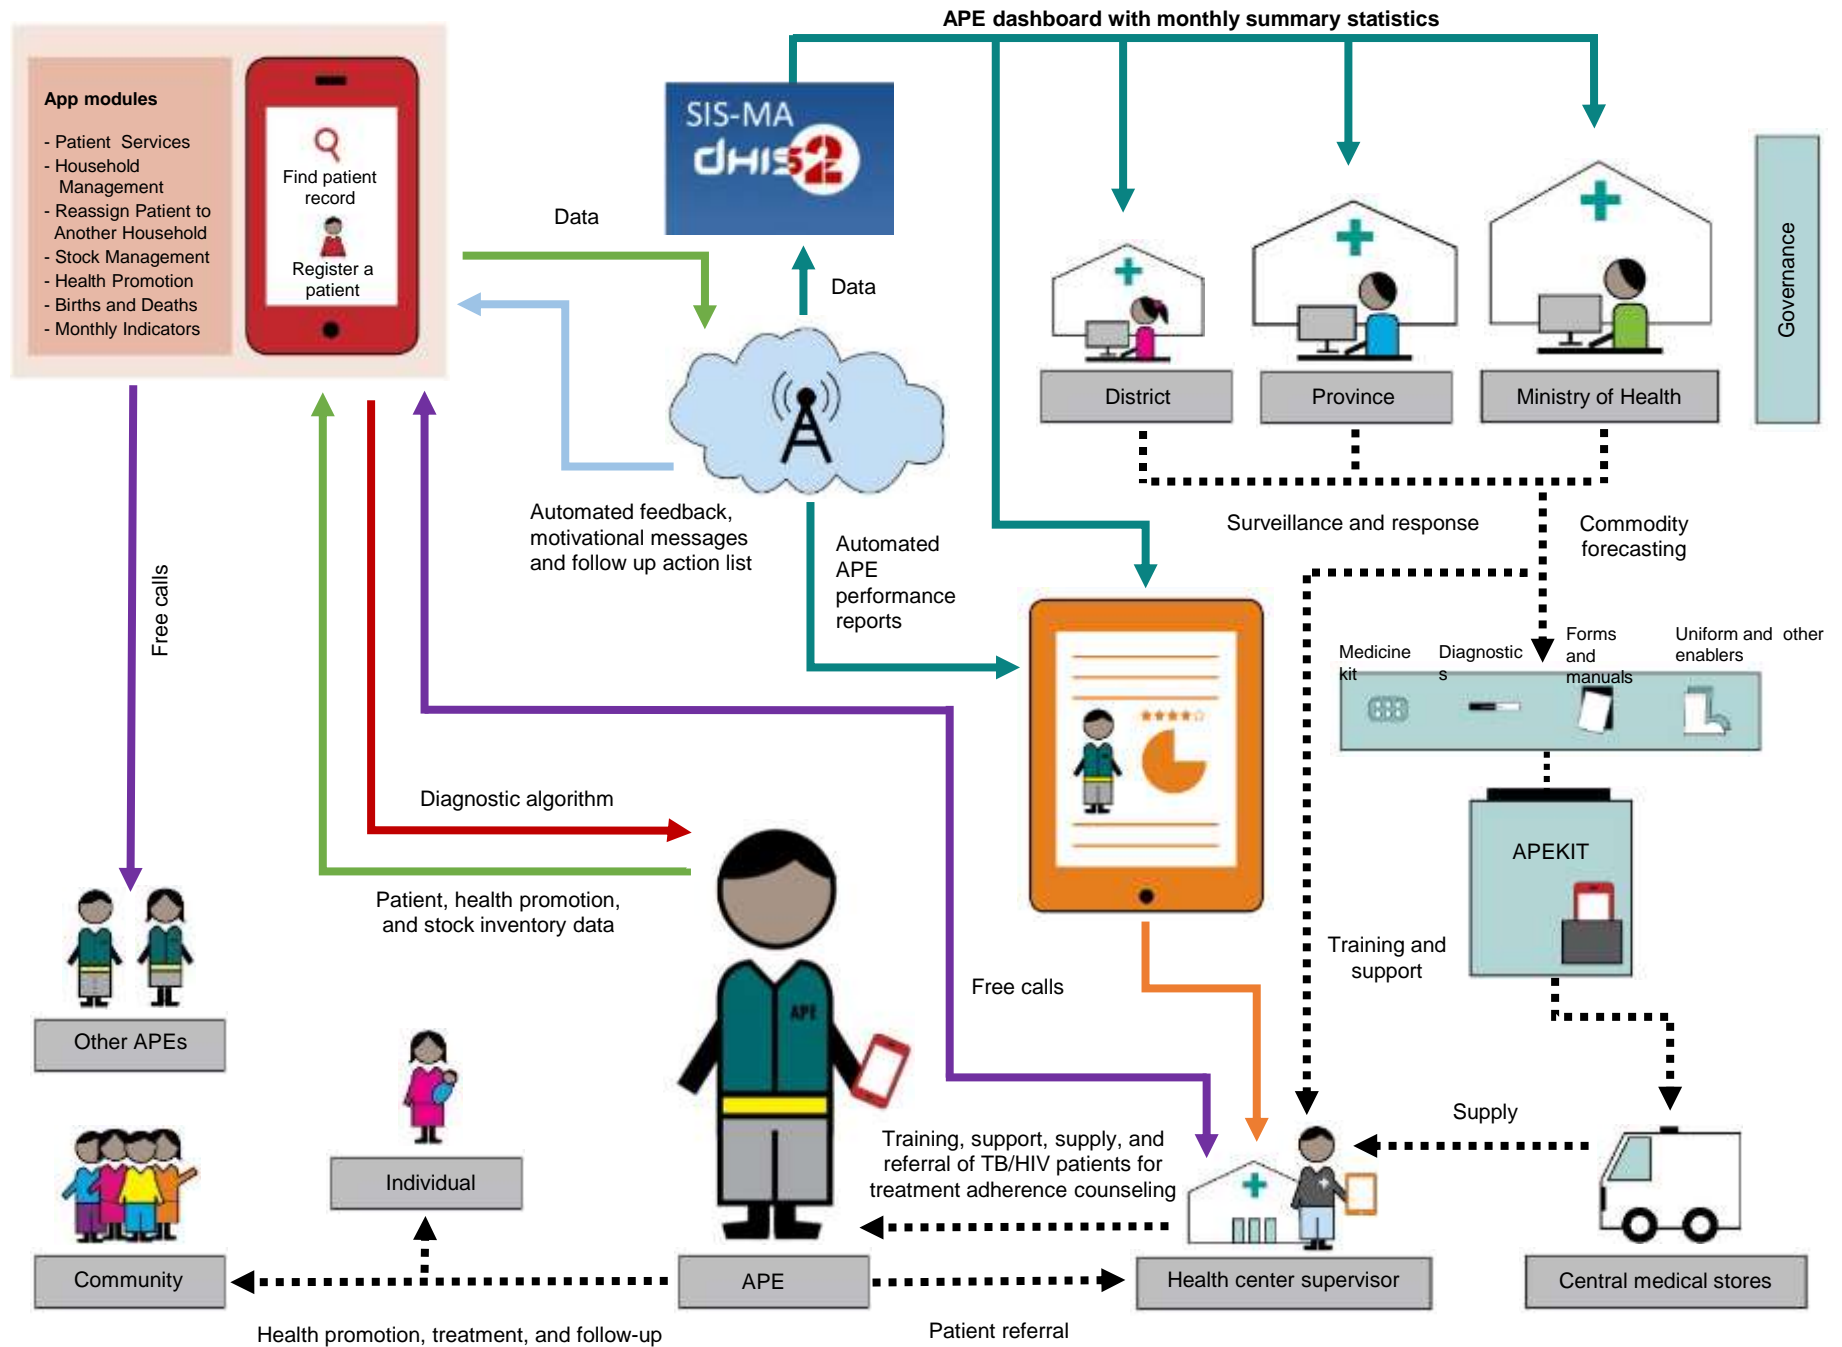 APE dashboard with monthly summary statistics
App modules
- Patient Services
- Household
Management
- Reassign Patient to
Another Household
- Stock Management
- Health Promotion
- Births and Deaths
- Monthly Indicators
Find patient
record
Register a
patient
Data
SIS-MA
dHIS2
Data
District
Province
Ministry of Health
Governance
Automated feedback,
motivational messages
and follow up action list
Automated
APE
performance
reports
Surveillance and response
Commodity
forecasting
Free calls
Medicine
kit
Diagnostic
s
Forms
and
manuals
Uniform and other
enablers
Diagnostic algorithm
APEKIT
Patient, health promotion,
and stock inventory data
Training and
support
Free calls
APE
Other APEs
Individual
Training, support, supply, and
referral of TB/HIV patients for
treatment adherence counseling
Supply
Community
APE
Health center supervisor
Central medical stores
Health promotion, treatment, and follow-up
Patient referral